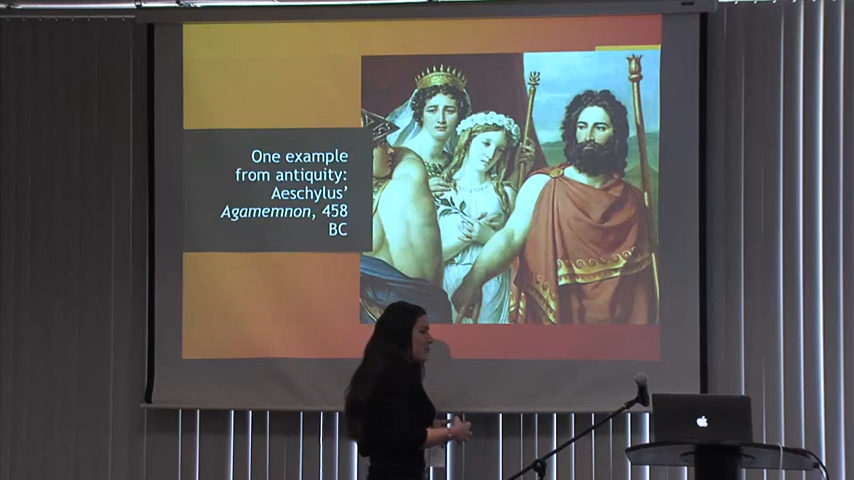 One example
from antiquity:
Aeschylus’
Agamemnon, 458
BC